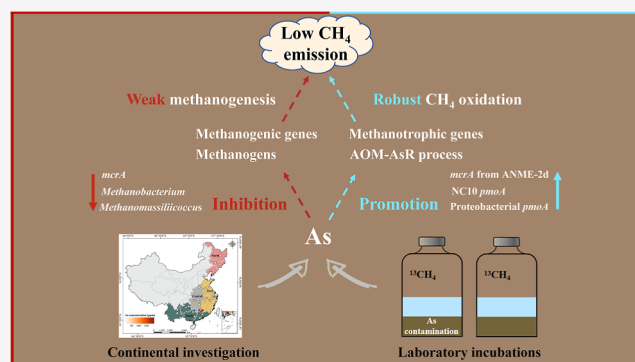 Low CH₄
emission
Weak methanogenesis
Robust CH₄ oxidation
Methanogenic genes
Methanogens
Methanotrophic genes
AOM-AsR process
mcrA
Methanobacterium
Methanomassiliicoccus
Inhibition
mcrA from ANME-2d
NC10 pmoA
Proteobacterial pmoA
Promotion
As
¹³CH₄
As
contamination
¹³CH₄
Continental investigation
Laboratory incubations